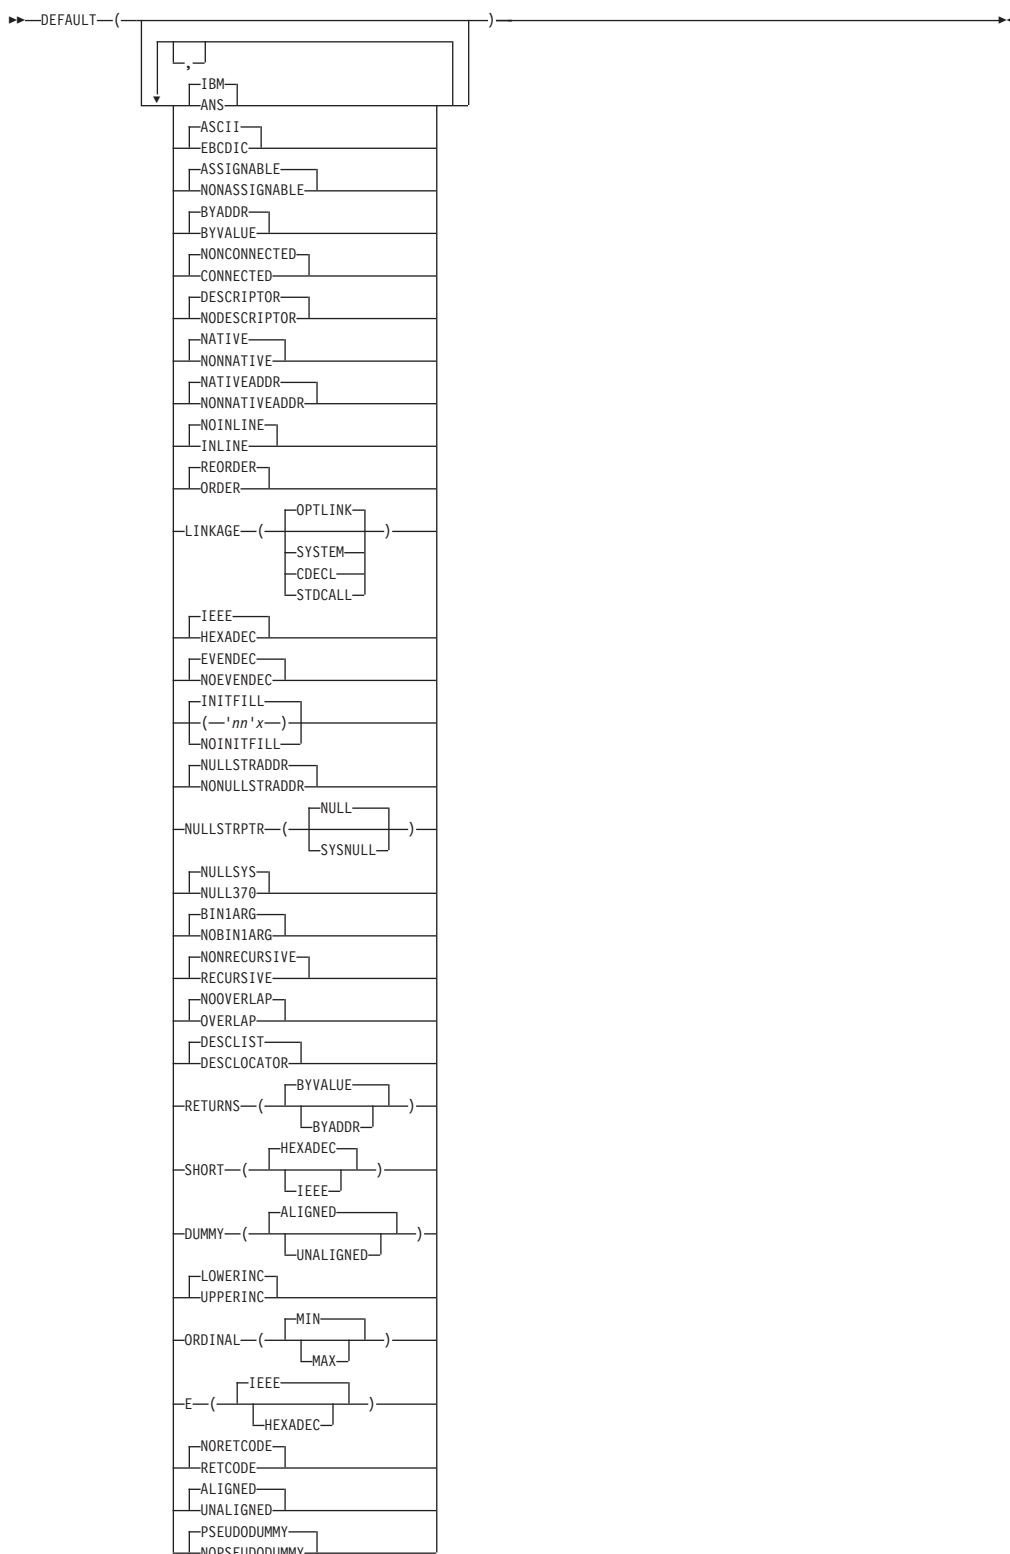 DEFAULT ( )
,
IBM
ANS
ASCII
EBCDIC
ASSIGNABLE
NONASSIGNABLE
BYADDR
BYVALUE
NONCONNECTED
CONNECTED
DESCRIPTOR
NODESCRIPTOR
NATIVE
NONNATIVE
NATIVEADDR
NONNATIVEADDR
NOINLINE
INLINE
REORDER
ORDER
OPTLINK
LINKAGE ( )
SYSTEM
CDECL
STDCALL
IEEE
HEXADEC
EVENDEC
NOEVENDEC
INITFILL
( 'nn'x )
NOINITFILL
NULLSTRADDR
NONULLSTRADDR
NULL
NULLSTRPTR ( )
SYSNULL
NULLSYS
NULL370
BIN1ARG
NOBIN1ARG
NONRECURSIVE
RECURSIVE
NOOVERLAP
OVERLAP
DESCLIST
DESCLOCATOR
BYVALUE
RETURNS ( )
BYADDR
HEXADEC
SHORT ( )
IEEE
ALIGNED
DUMMY ( )
UNALIGNED
LOWERINC
UPPERINC
MIN
ORDINAL ( )
MAX
IEEE
E ( )
HEXADEC
NORETCODE
RETCODE
ALIGNED
UNALIGNED
PSEUDODUMMY
NOPSEUDODUMMY